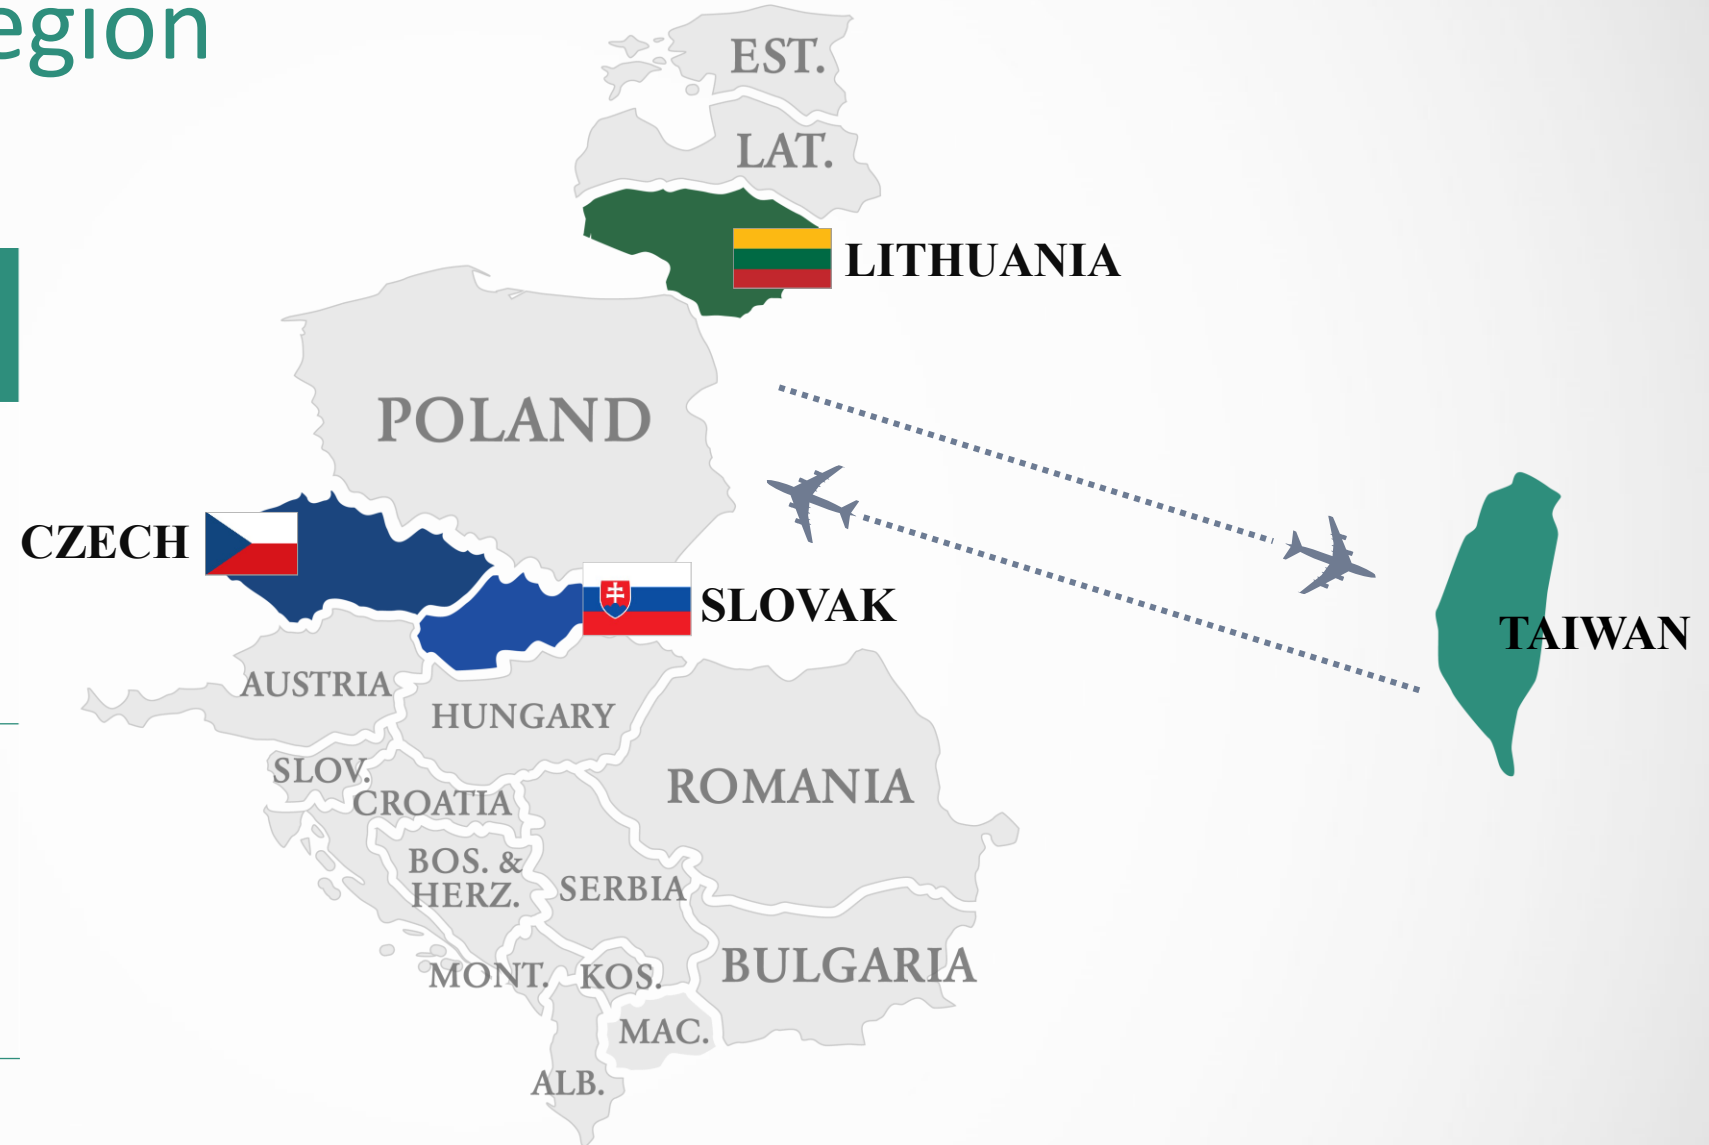 egion
EST.
LAT.
LITHUANIA
POLAND
CZECH
SLOVAK
TAIWAN
AUSTRIA
HUNGARY
SLOV.
CROATIA
ROMANIA
BOS. &
HERZ.
SERBIA
BULGARIA
MONT.
KOS.
MAC.
ALB.